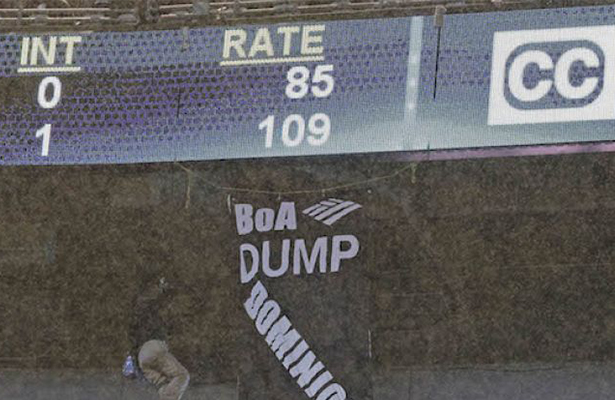 INT RATE
0 85
1 109
CC
BoA
DUMP
DOMINIO